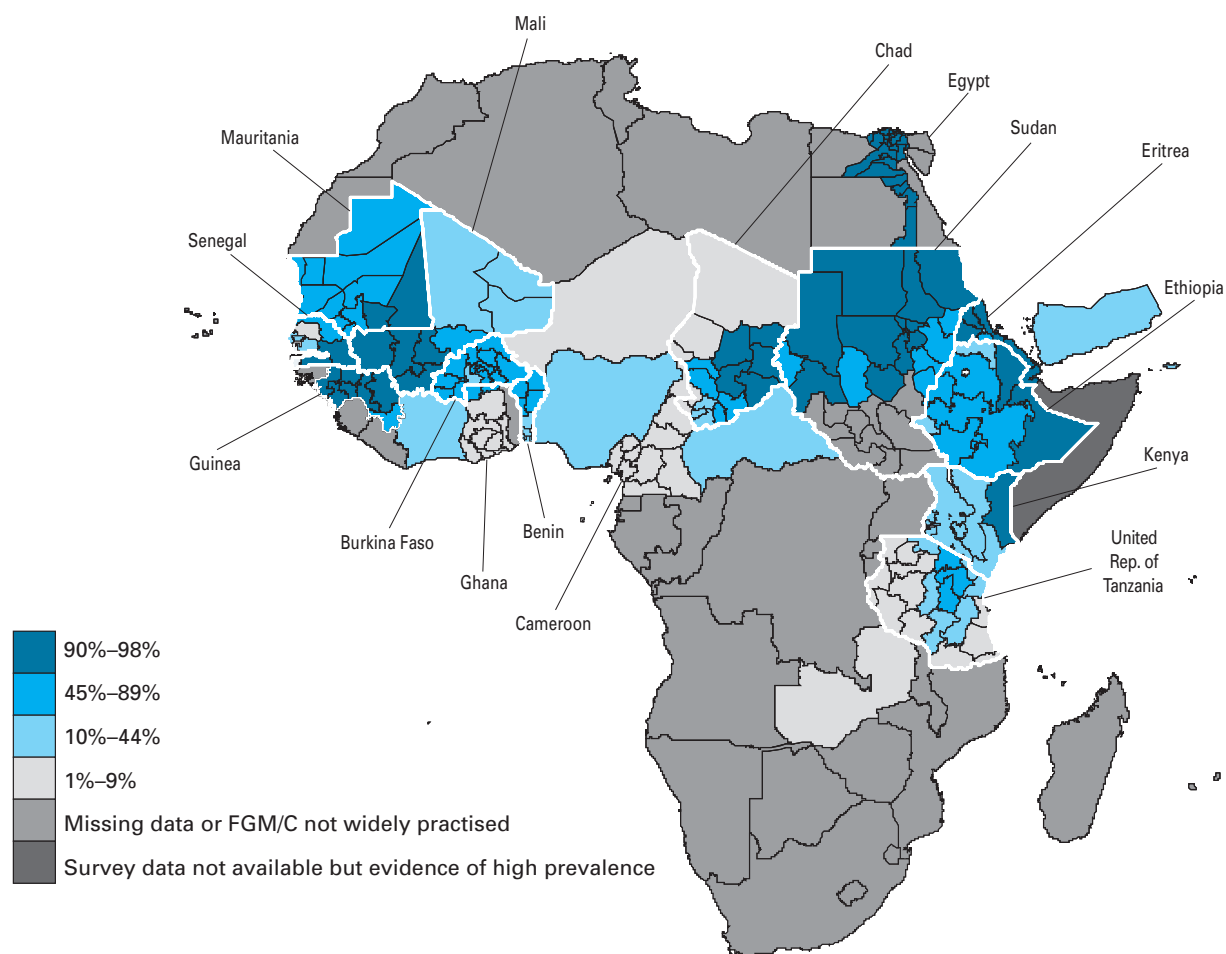 Mali
Chad
Egypt
Mauritania
Sudan
Eritrea
Senegal
Ethiopia
Guinea
Kenya
Burkina Faso
Benin
United
Rep. of
Tanzania
Ghana
Cameroon
90%–98%
45%–89%
10%–44%
1%–9%
Missing data or FGM/C not widely practised
Survey data not available but evidence of high prevalence